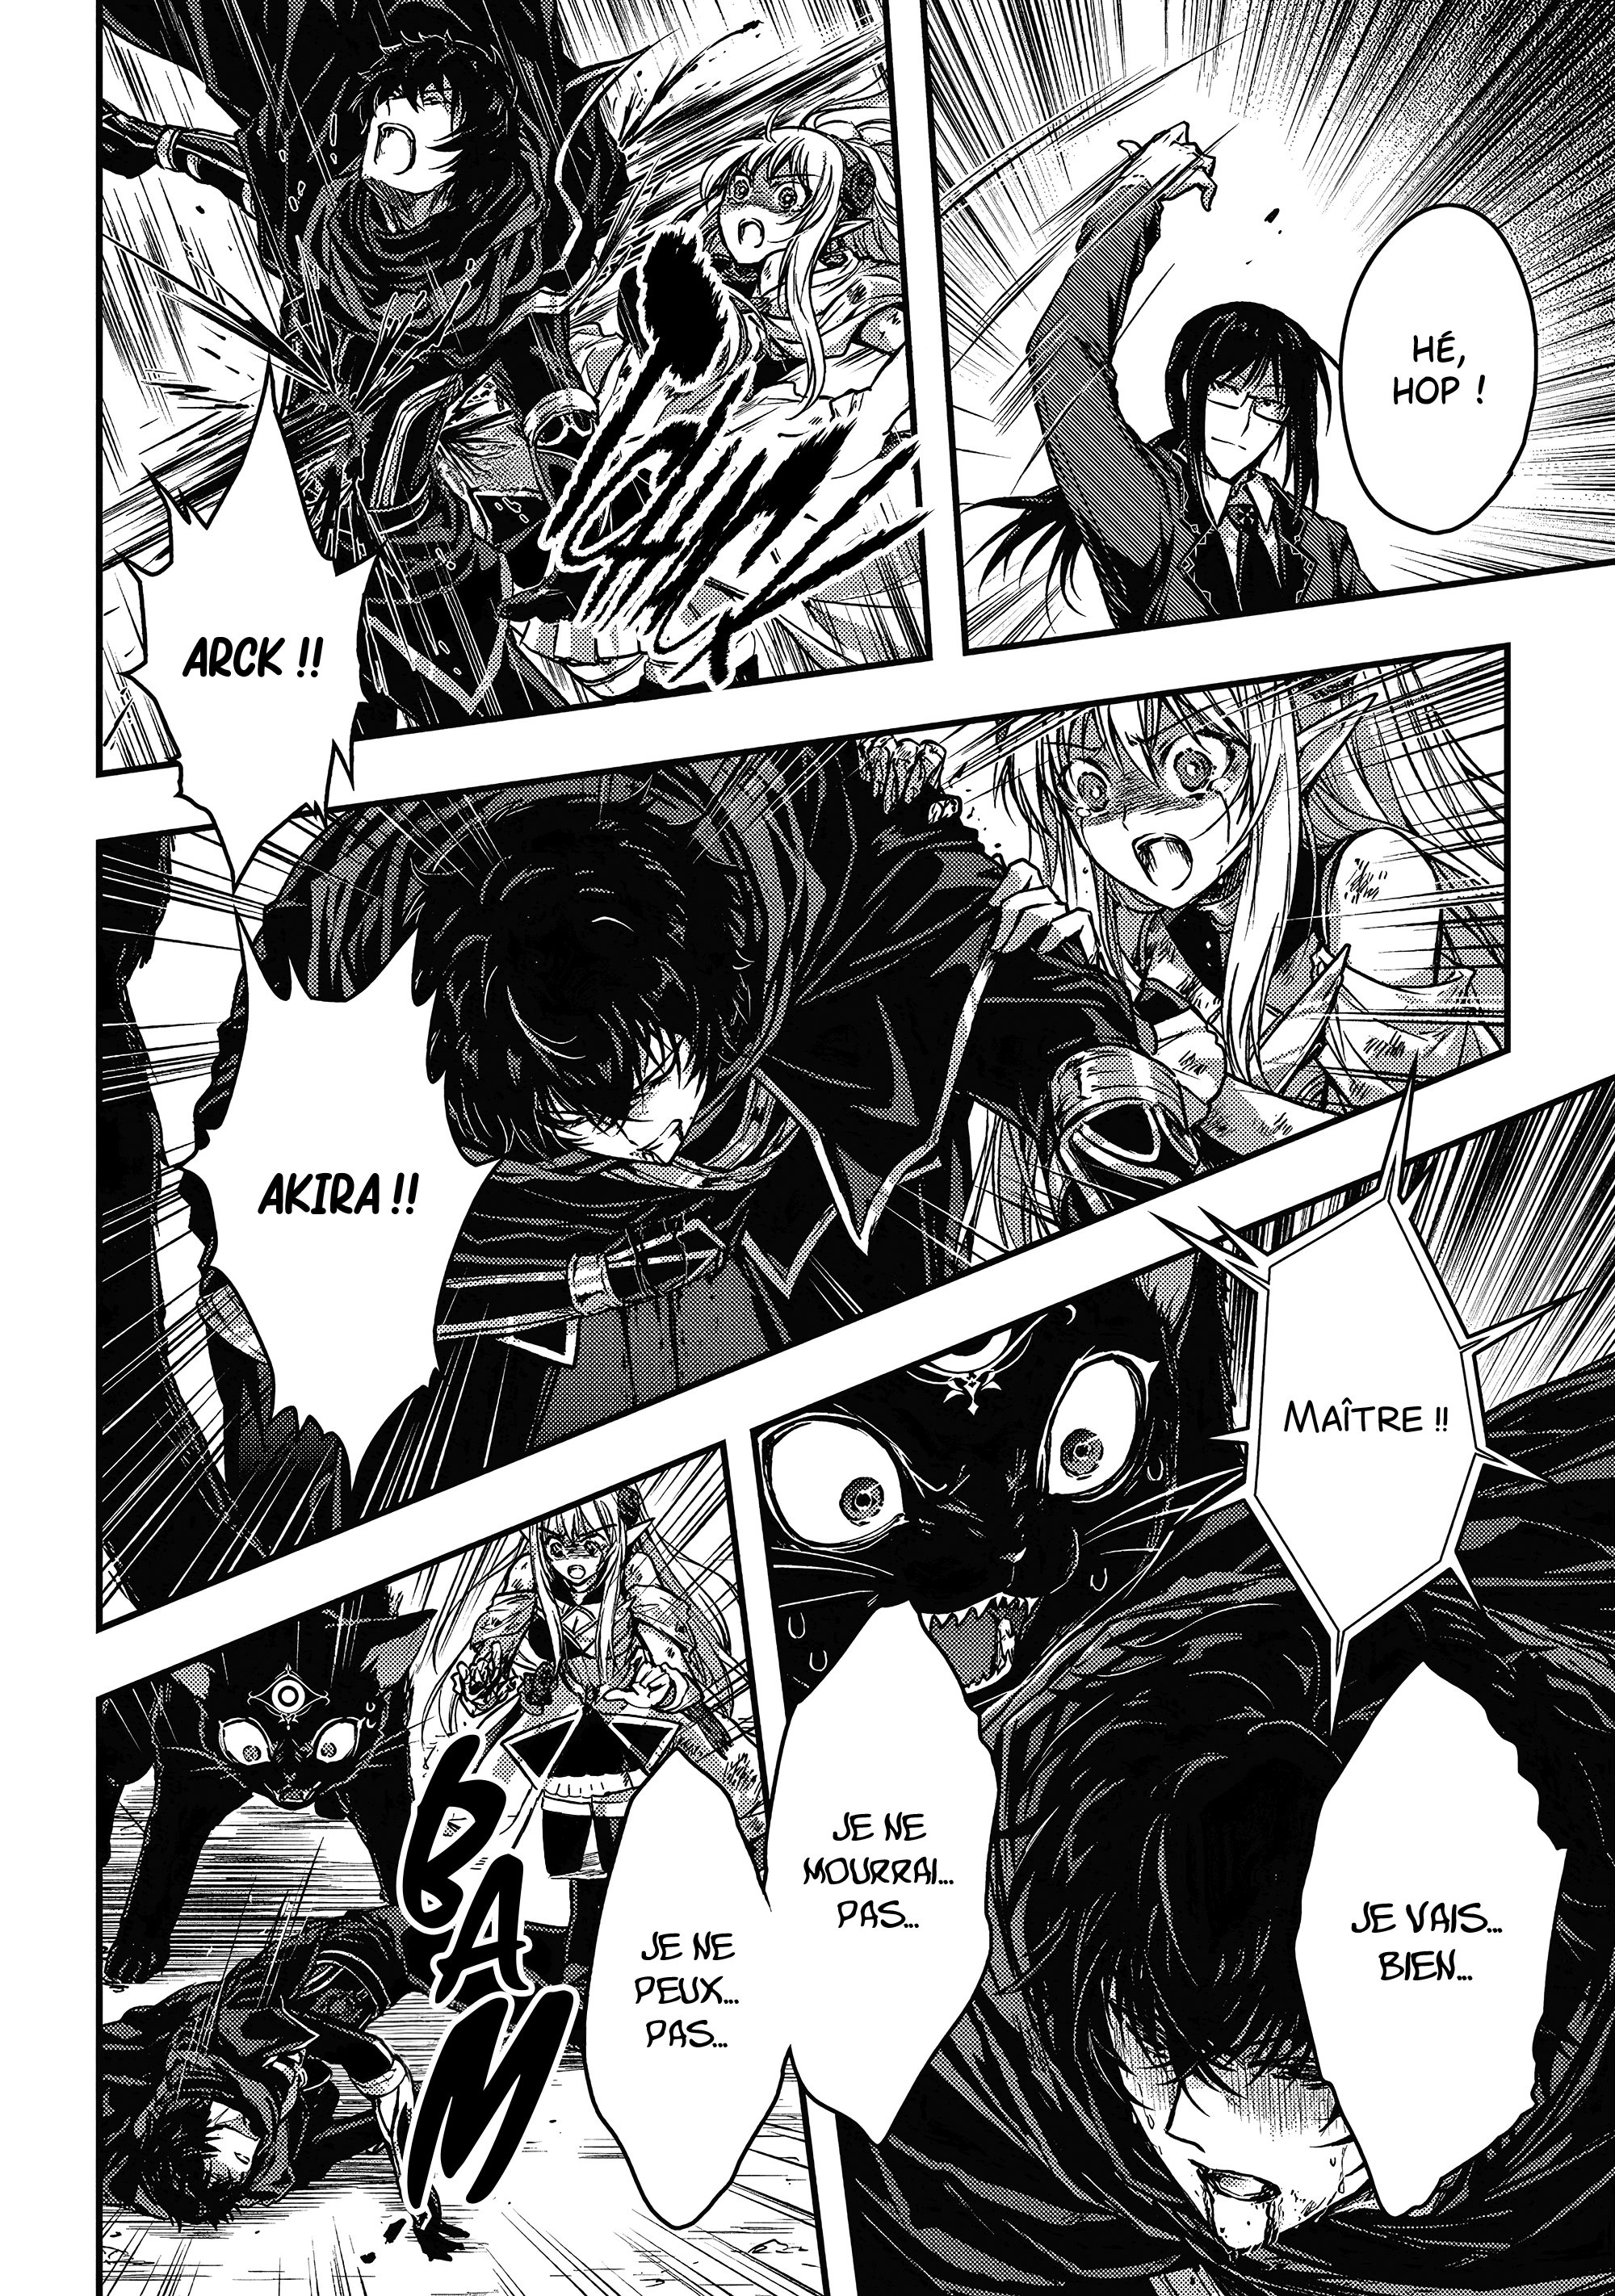 HÉ,
HOP !
ARCK !!
AKIRA !!
MAÎTRE !!
JE VAIS...
BIEN...
JE NE
MOURRAI...
PAS...
JE NE
PEUX...
PAS...
BAM